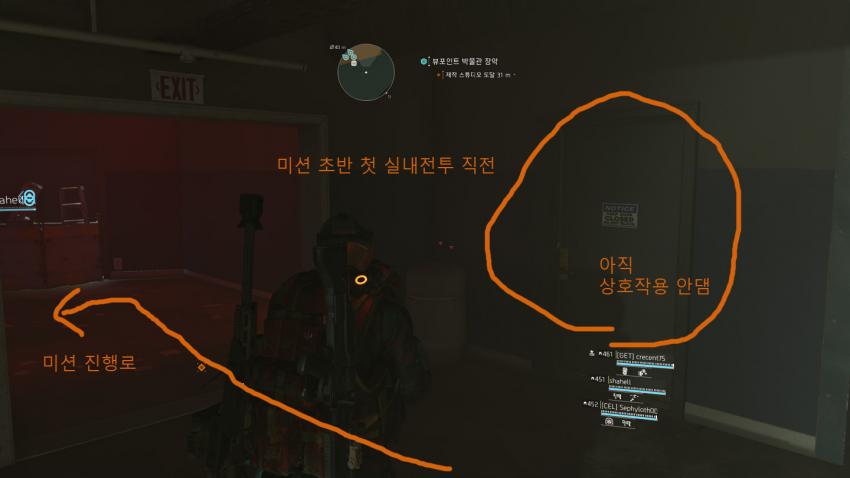 뷰포인트 박물관 장악
제작 스튜디오 도달 31 m
EXIT
미션 초반 첫 실내전투 직전
NOTICE
CLOSED
아직
상호작용 안댐
미션 진행로
461 [GET] crecent75
451 shahell
452 [CEL] Sephyloth00